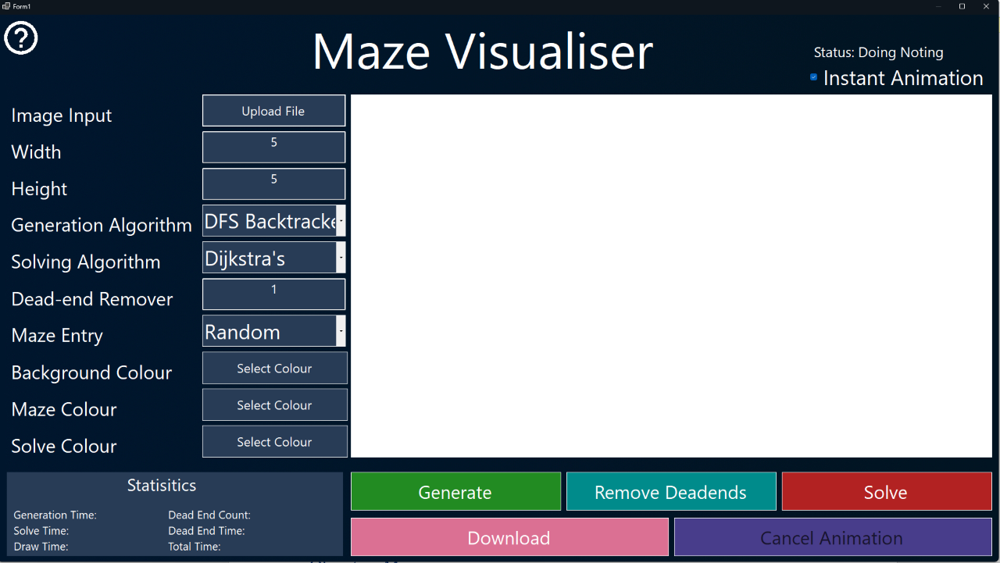 Form1
?
Maze Visualiser
Status: Doing Noting
Instant Animation
Image Input
Upload File
Width
5
Height
5
Generation Algorithm
DFS Backtracke
Solving Algorithm
Dijkstra's
Dead-end Remover
1
Maze Entry
Random
Background Colour
Select Colour
Maze Colour
Select Colour
Solve Colour
Select Colour
Statisitics
Generation Time:
Dead End Count:
Solve Time:
Dead End Time:
Draw Time:
Total Time:
Generate
Remove Deadends
Solve
Download
Cancel Animation